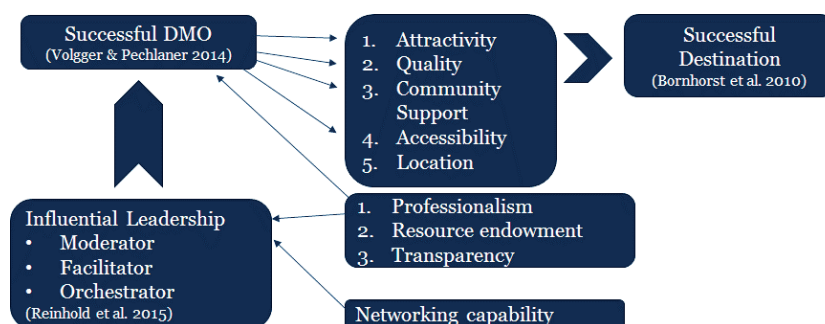 Successful DMO
(Volgger & Pechlaner 2014)
1. Attractivity
2. Quality
3. Community
Support
4. Accessibility
5. Location
Successful
Destination
(Bornhorst et al. 2010)
Influential Leadership
• Moderator
• Facilitator
• Orchestrator
(Reinhold et al. 2015)
1. Professionalism
2. Resource endowment
3. Transparency
Networking capability